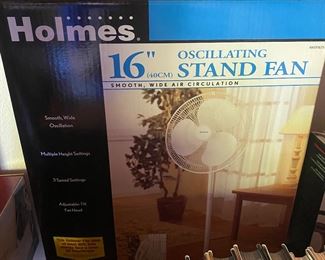 Holmes®
16" (40CM) OSCILLATING STAND FAN
SMOOTH, WIDE AIR CIRCULATION
Smooth, Wide
Oscillation
Multiple Height Settings
3 Speed Settings
Adjustable Tilt
Fan Head